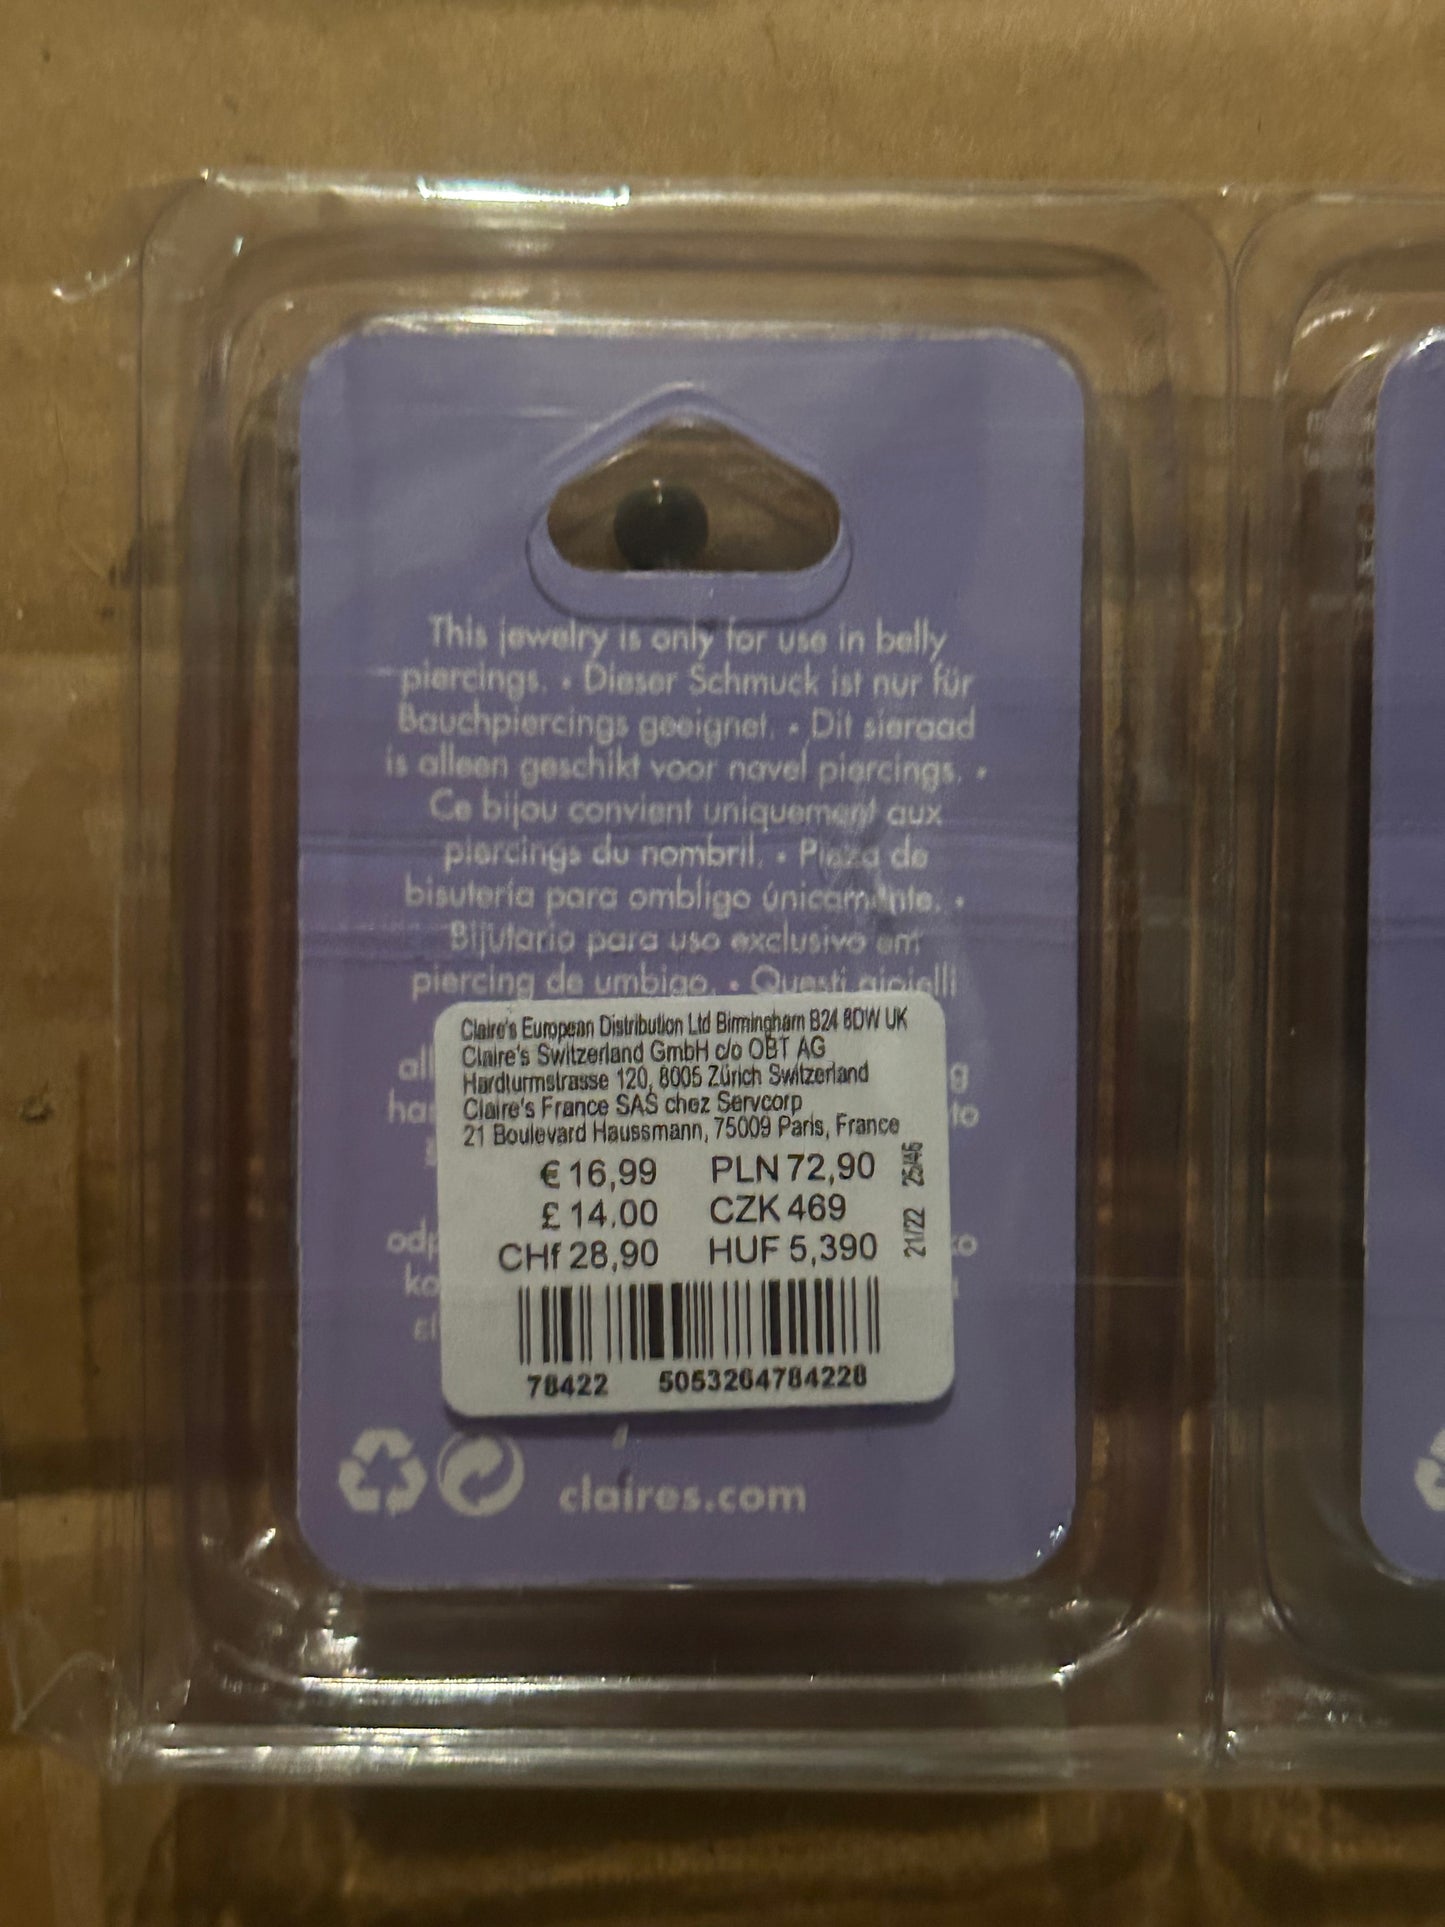 This jewelry is only for use in belly
piercings. • Dieser Schmuck ist nur für
Bauchpiercings geeignet. • Dit sieraad
is alleen geschikt voor navel piercings. •
Ce bijou convient uniquement aux
piercings du nombril. • Pieza de
bisutería para ombligo únicamente. •
Bijutario para uso exclusivo em
piercing de umbigo. • Questi gioielli
Claire's European Distribution Ltd Birmingham B24 8DW UK
Claire's Switzerland GmbH c/o OBT AG
Hardturmstrasse 120, 8005 Zürich Switzerland
Claire's France SAS chez Servcorp
21 Boulevard Haussmann, 75009 Paris, France
€ 16,99 PLN 72,90
£ 14.00 CZK 469
CHf 28,90 HUF 5,390
21/22 25/46
78422 5053264784228
claires.com